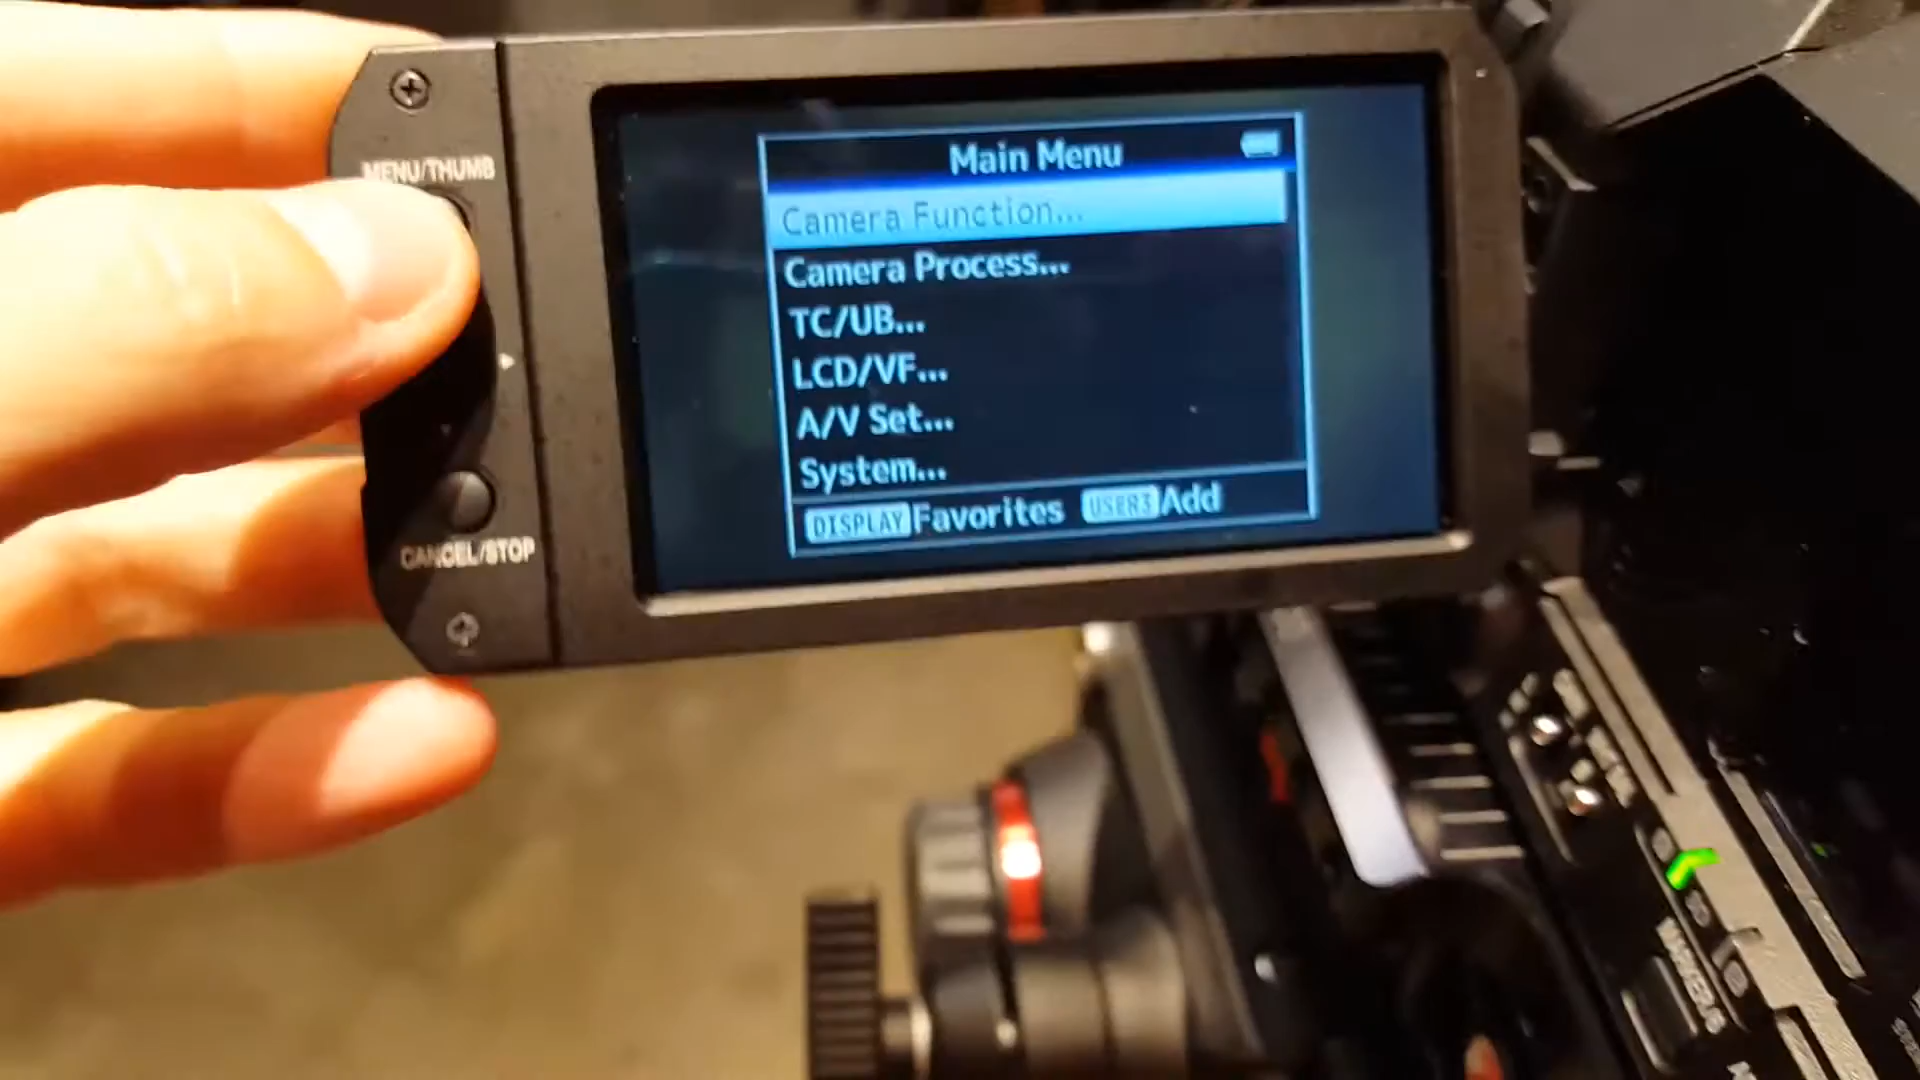 MENU/THUMB
Main Menu
Camera Function...
Camera Process...
TC/UB...
LCD/VF...
A/V Set...
System...
DISPLAY Favorites USER3 Add
CANCEL/STOP